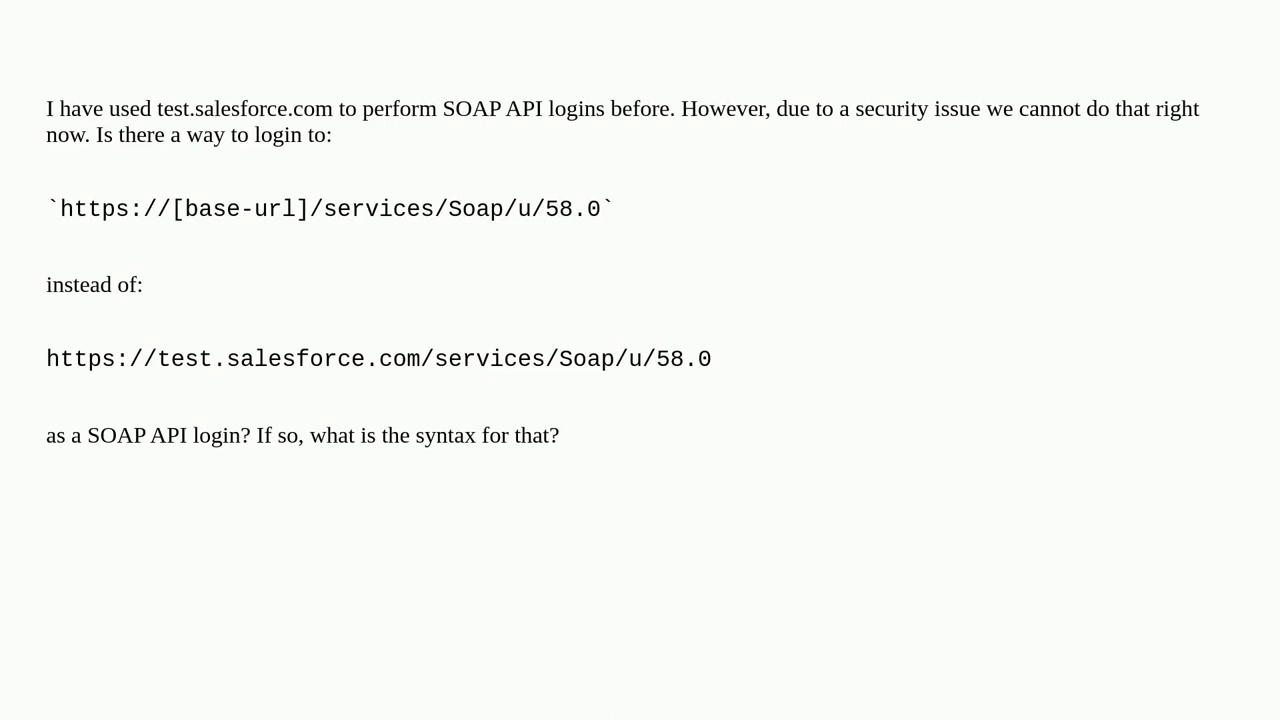 I have used test.salesforce.com to perform SOAP API logins before. However, due to a security issue we cannot do that right
now. Is there a way to login to:
`https://[base-url]/services/Soap/u/58.0`
instead of:
https://test.salesforce.com/services/Soap/u/58.0
as a SOAP API login? If so, what is the syntax for that?